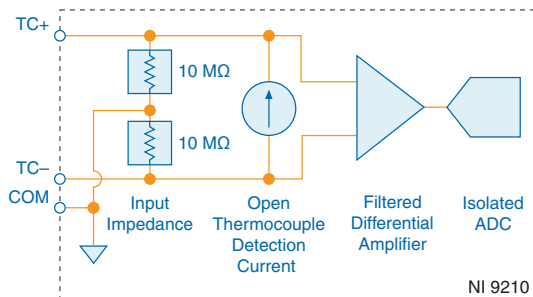 TC+
10 MΩ
10 MΩ
TC–
COM
Input
Impedance
Open
Thermocouple
Detection
Current
Filtered
Differential
Amplifier
Isolated
ADC
NI 9210